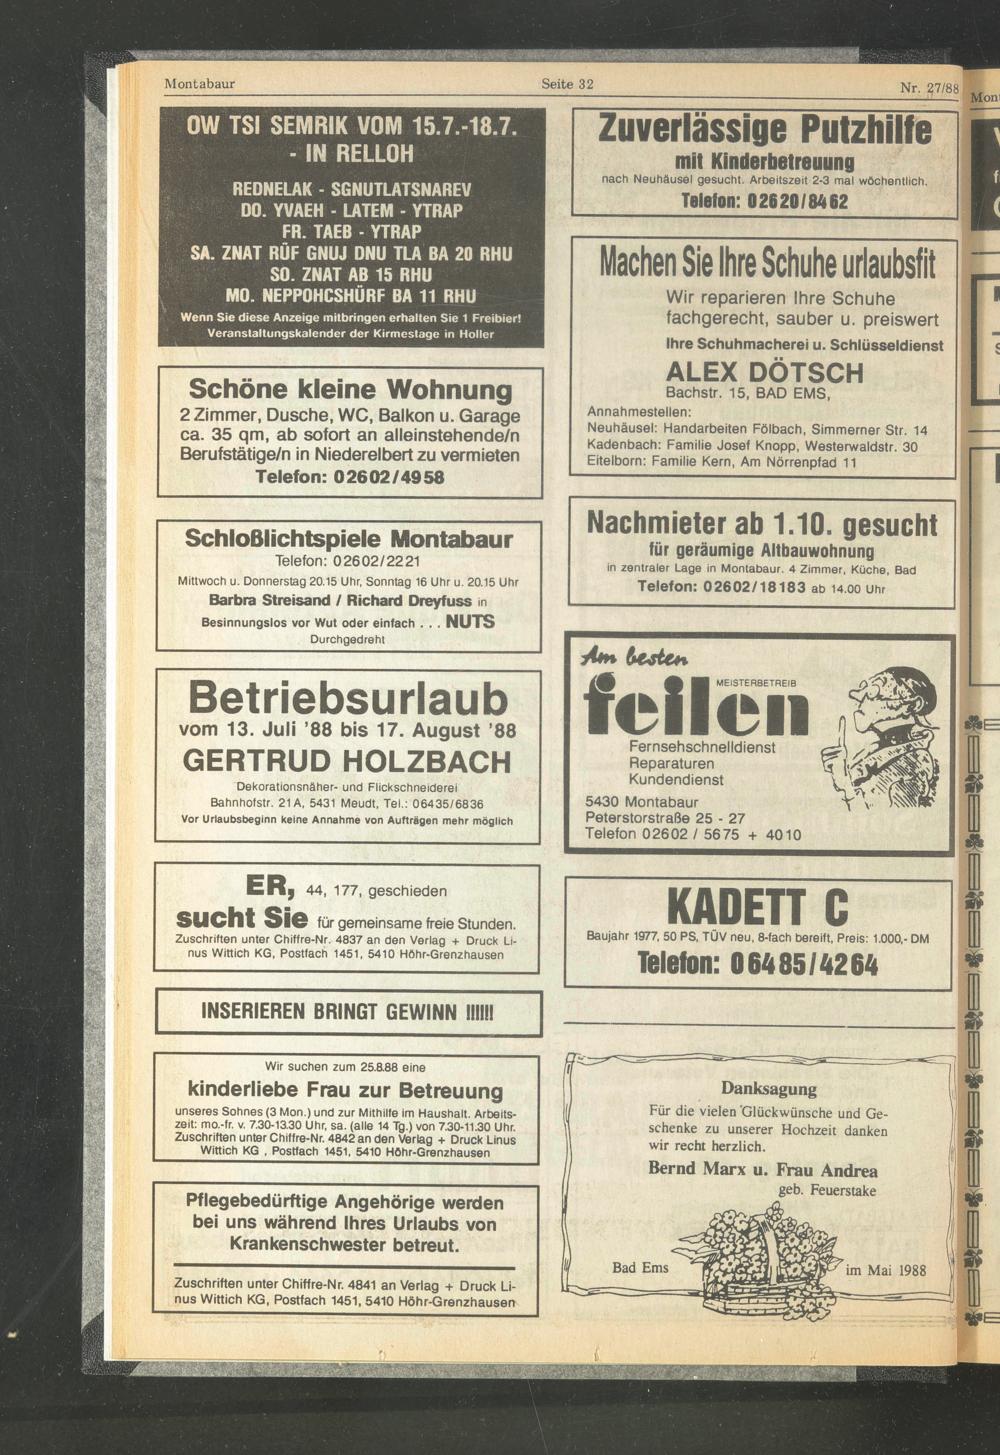 Montabaur
Seite 32
Nr. 27/88
OW TSI SEMRIK VOM 15.7.-18.7.
- IN RELLOH
REDNELAK - SGNUTLATSNAREV
DO. YVAEH - LATEM - YTRAP
FR. TAEB - YTRAP
SA. ZNAT RÜF GNUJ DNU TLA BA 20 RHU
SO. ZNAT AB 15 RHU
MO. NEPPOHCSHÜRF BA 11 RHU
Wenn Sie diese Anzeige mitbringen erhalten Sie 1 Freibier!
Veranstaltungskalender der Kirmestage in Holler
Schöne kleine Wohnung
2 Zimmer, Dusche, WC, Balkon u. Garage
ca. 35 qm, ab sofort an alleinstehende/n
Berufstätige/n in Niederelbert zu vermieten
Telefon: 02602/4958
Schloßlichtspiele Montabaur
Telefon: 02602/2221
Mittwoch u. Donnerstag 20.15 Uhr, Sonntag 16 Uhr u. 20.15 Uhr
Barbra Streisand / Richard Dreyfuss in
Besinnungslos vor Wut oder einfach . . . NUTS
Durchgedreht
Betriebsurlaub
vom 13. Juli '88 bis 17. August '88
GERTRUD HOLZBACH
Dekorationsnäher- und Flickschneiderei
Bahnhofstr. 21A, 5431 Meudt, Tel.: 06435/6836
Vor Urlaubsbeginn keine Annahme von Aufträgen mehr möglich
ER, 44, 177, geschieden
sucht Sie für gemeinsame freie Stunden.
Zuschriften unter Chiffre-Nr. 4837 an den Verlag + Druck Li-
nus Wittich KG, Postfach 1451, 5410 Höhr-Grenzhausen
INSERIEREN BRINGT GEWINN !!!!!!
Wir suchen zum 25.8.88 eine
kinderliebe Frau zur Betreuung
unseres Sohnes (3 Mon.) und zur Mithilfe im Haushalt. Arbeits-
zeit: mo.-fr. v. 7.30-13.30 Uhr, sa. (alle 14 Tg.) von 7.30-11.30 Uhr.
Zuschriften unter Chiffre-Nr. 4842 an den Verlag + Druck Linus
Wittich KG , Postfach 1451, 5410 Höhr-Grenzhausen
Pflegebedürftige Angehörige werden
bei uns während Ihres Urlaubs von
Krankenschwester betreut.
Zuschriften unter Chiffre-Nr. 4841 an Verlag + Druck Li-
nus Wittich KG, Postfach 1451, 5410 Höhr-Grenzhausen
Zuverlässige Putzhilfe
mit Kinderbetreuung
nach Neuhäusel gesucht. Arbeitszeit 2-3 mal wöchentlich.
Telefon: 02620/8462
Machen Sie Ihre Schuhe urlaubsfit
Wir reparieren Ihre Schuhe
fachgerecht, sauber u. preiswert
Ihre Schuhmacherei u. Schlüsseldienst
ALEX DÖTSCH
Bachstr. 15, BAD EMS,
Annahmestellen:
Neuhäusel: Handarbeiten Fölbach, Simmerner Str. 14
Kadenbach: Familie Josef Knopp, Westerwaldstr. 30
Eitelborn: Familie Kern, Am Nörrenpfad 11
Nachmieter ab 1.10. gesucht
für geräumige Altbauwohnung
in zentraler Lage in Montabaur. 4 Zimmer, Küche, Bad
Telefon: 02602/18183 ab 14.00 Uhr
Am besten
MEISTERBETREIB
feilen
Fernsehschnelldienst
Reparaturen
Kundendienst
5430 Montabaur
Peterstorstraße 25 - 27
Telefon 02602 / 5675 + 4010
KADETT C
Baujahr 1977, 50 PS, TÜV neu, 8-fach bereift, Preis: 1.000,- DM
Telefon: 06485/4264
Danksagung
Für die vielen Glückwünsche und Ge-
schenke zu unserer Hochzeit danken
wir recht herzlich.
Bernd Marx u. Frau Andrea
geb. Feuerstake
Bad Ems
im Mai 1988